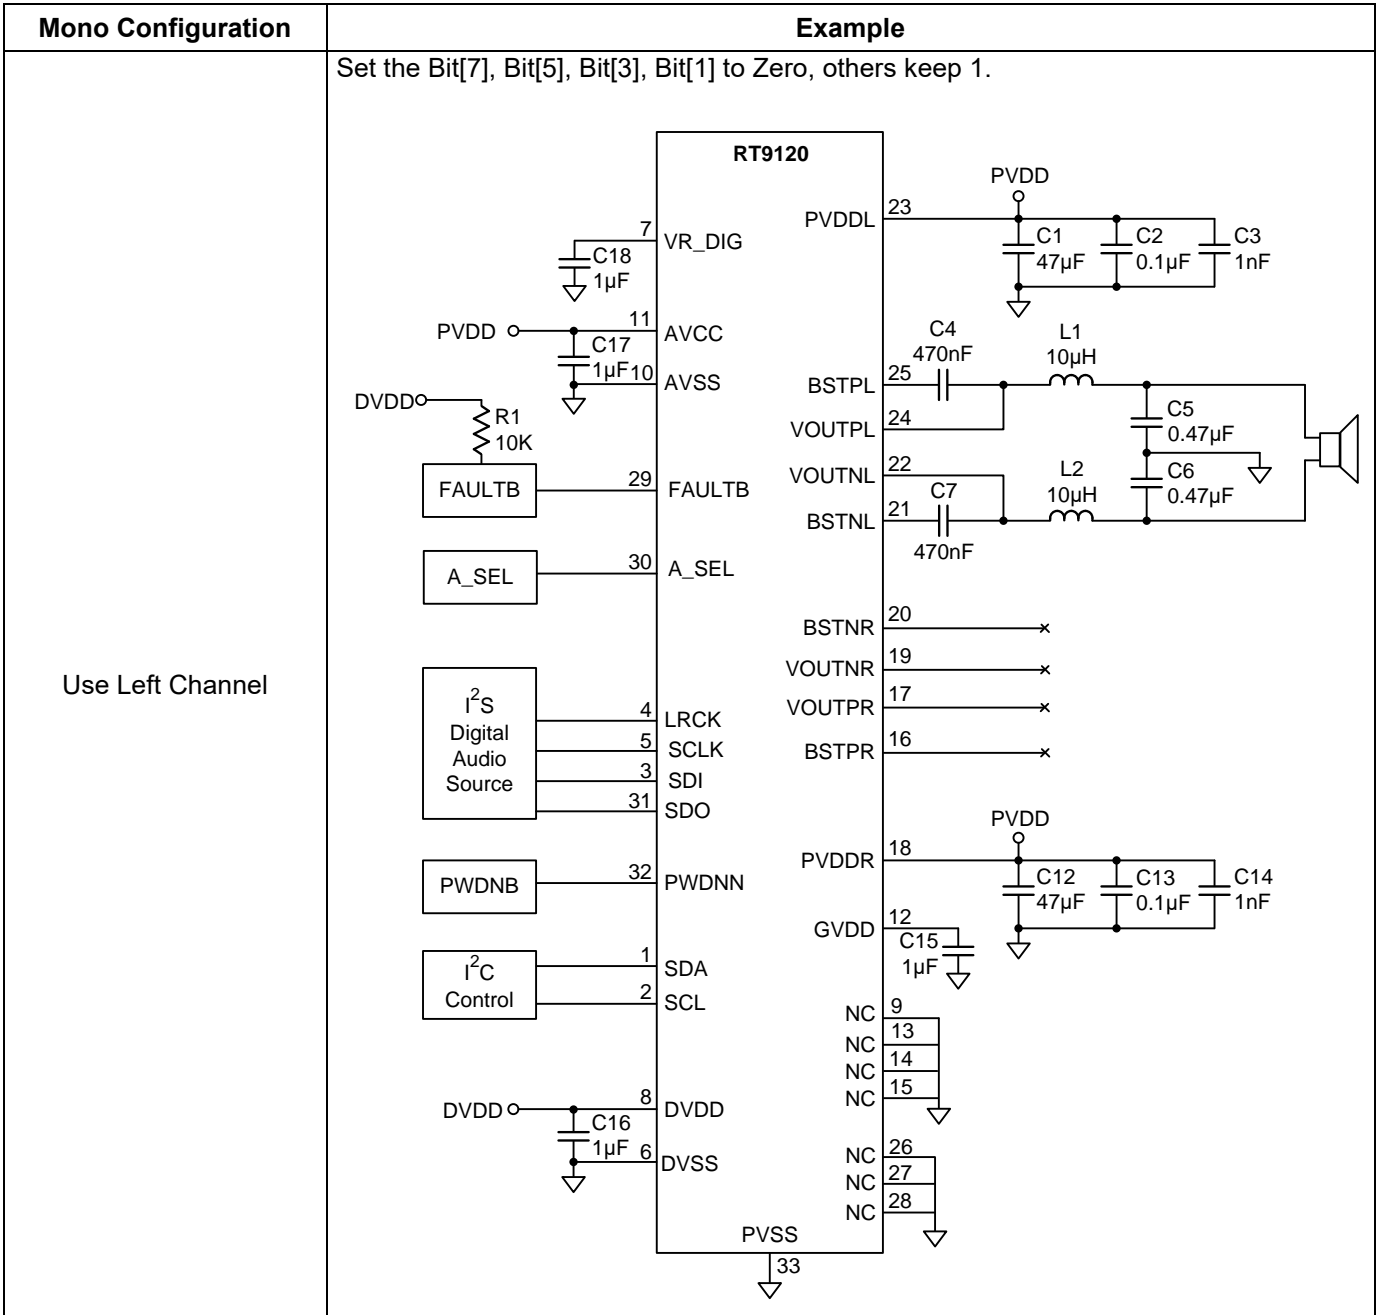 Mono Configuration
Example
Set the Bit[7], Bit[5], Bit[3], Bit[1] to Zero, others keep 1.
Use Left Channel
RT9120
7
VR_DIG
C18
1µF
PVDD
11
AVCC
C17
1µF
10
AVSS
DVDD
R1
10K
FAULTB
29
FAULTB
A_SEL
30
A_SEL
I²S
Digital
Audio
Source
4
LRCK
5
SCLK
3
SDI
31
SDO
PWDNB
32
PWDNN
I²C
Control
1
SDA
2
SCL
DVDD
8
DVDD
C16
1µF
6
DVSS
PVSS
33
PVDD
PVDDL
23
C1
47µF
C2
0.1µF
C3
1nF
C4
470nF
L1
10µH
BSTPL
25
VOUTPL
24
C5
0.47µF
VOUTNL
22
C7
470nF
L2
10µH
C6
0.47µF
BSTNL
21
BSTNR
20
VOUTNR
19
VOUTPR
17
BSTPR
16
PVDD
PVDDR
18
C12
47µF
C13
0.1µF
C14
1nF
GVDD
12
C15
1µF
NC
9
NC
13
NC
14
NC
15
NC
26
NC
27
NC
28